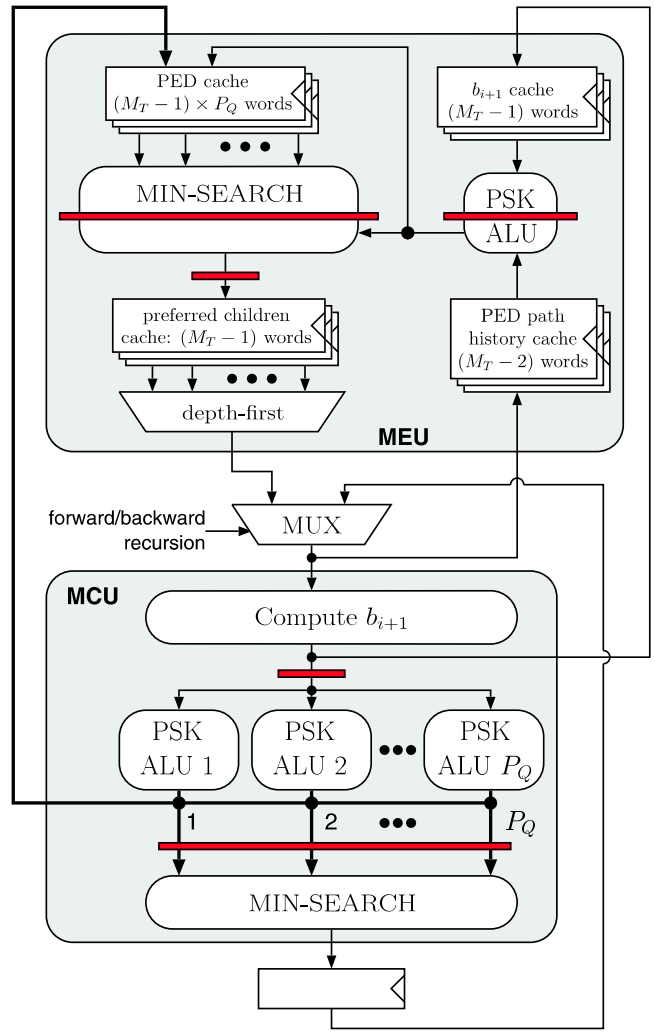 PED cache
(M_T − 1) × P_Q words
b_{i+1} cache
(M_T − 1) words
MIN-SEARCH
PSK
ALU
preferred children
cache: (M_T − 1) words
PED path
history cache
(M_T − 2) words
depth-first
MEU
forward/backward
recursion
MUX
MCU
Compute b_{i+1}
PSK
ALU 1
PSK
ALU 2
PSK
ALU P_Q
1
2
P_Q
MIN-SEARCH